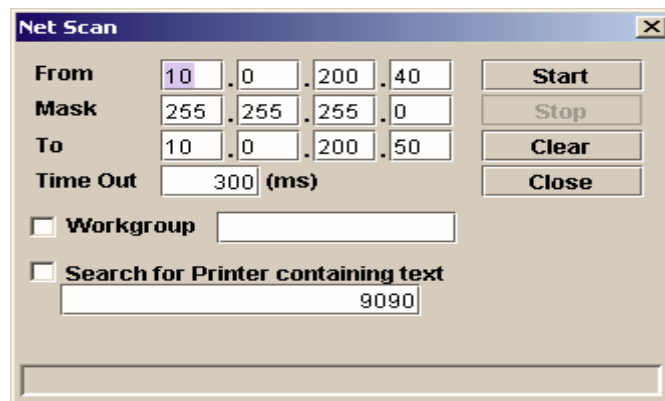 Net Scan
From 10 . 0 . 200 . 40 Start
Mask 255 . 255 . 255 . 0 Stop
To 10 . 0 . 200 . 50 Clear
Time Out 300 (ms) Close
Workgroup
Search for Printer containing text
9090